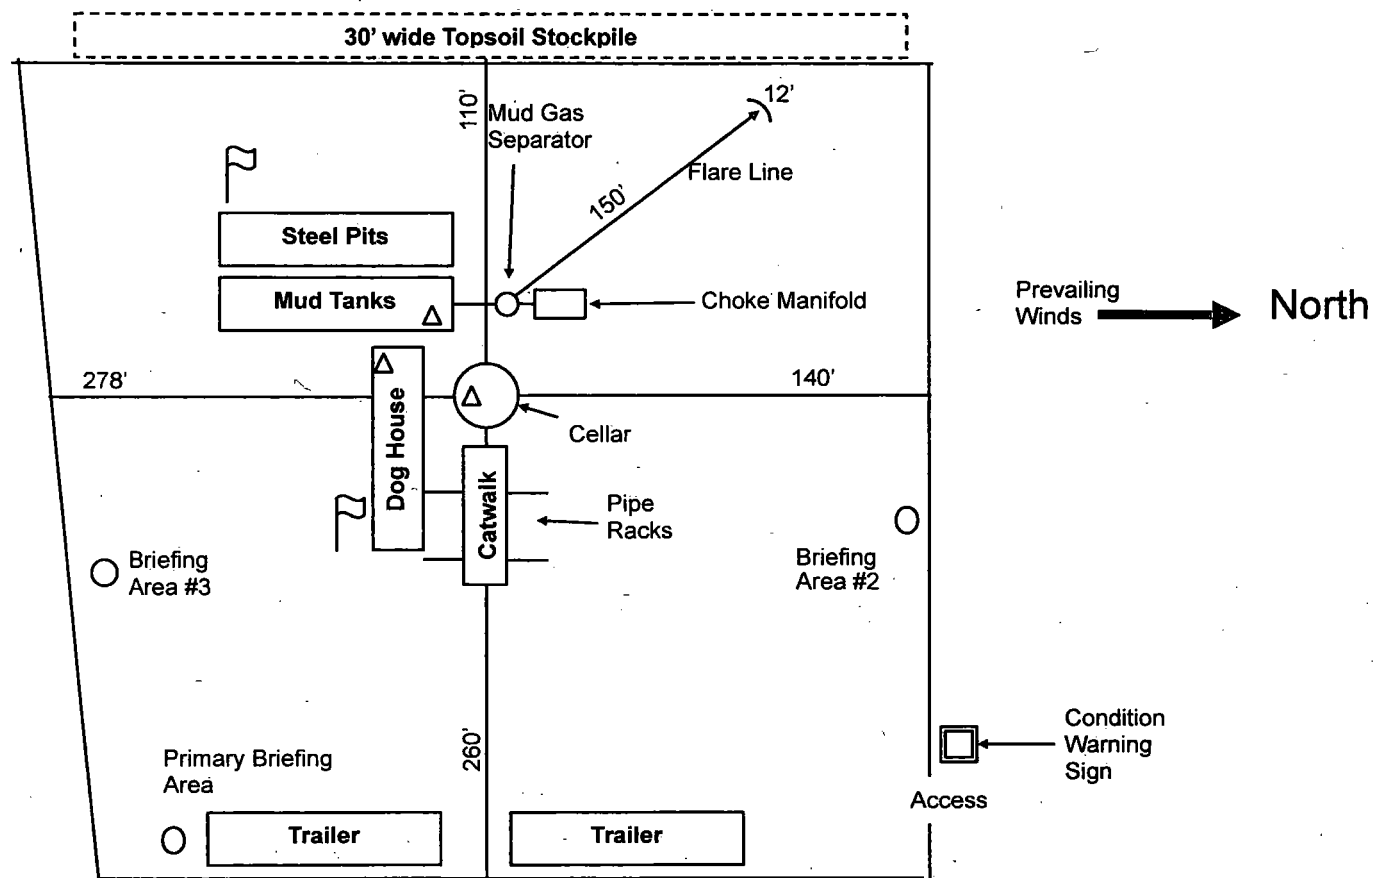 30’ wide Topsoil Stockpile
110’
Mud Gas
Separator
12’
Flare Line
150’
Steel Pits
Mud Tanks
Choke Manifold
Prevailing
Winds
North
278’
140’
Dog House
Cellar
Catwalk
Pipe
Racks
Briefing
Area #3
Briefing
Area #2
260’
Condition
Warning
Sign
Primary Briefing
Area
Access
Trailer
Trailer